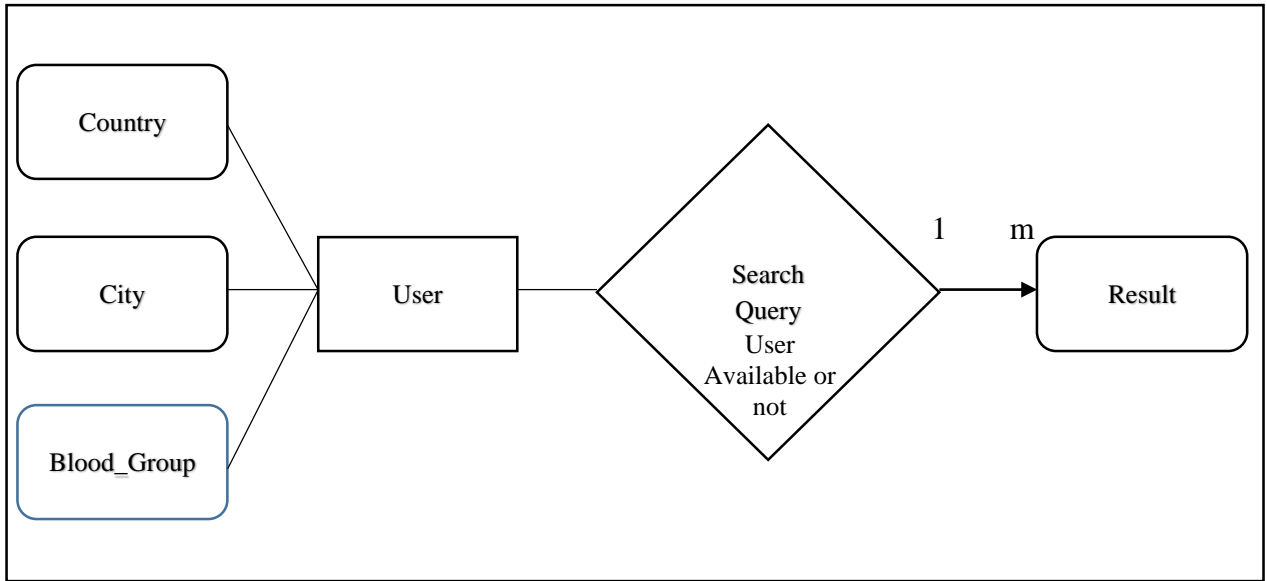 Country
City
Blood_Group
User
Search
Query
User
Available or
not
1
m
Result